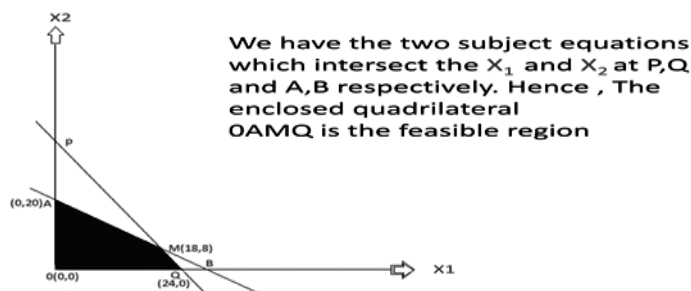 X2
We have the two subject equations
which intersect the X₁ and X₂ at P,Q
and A,B respectively. Hence , The
enclosed quadrilateral
0AMQ is the feasible region
P
(0,20)A
M(18,8)
B
X1
0(0,0)
Q
(24,0)